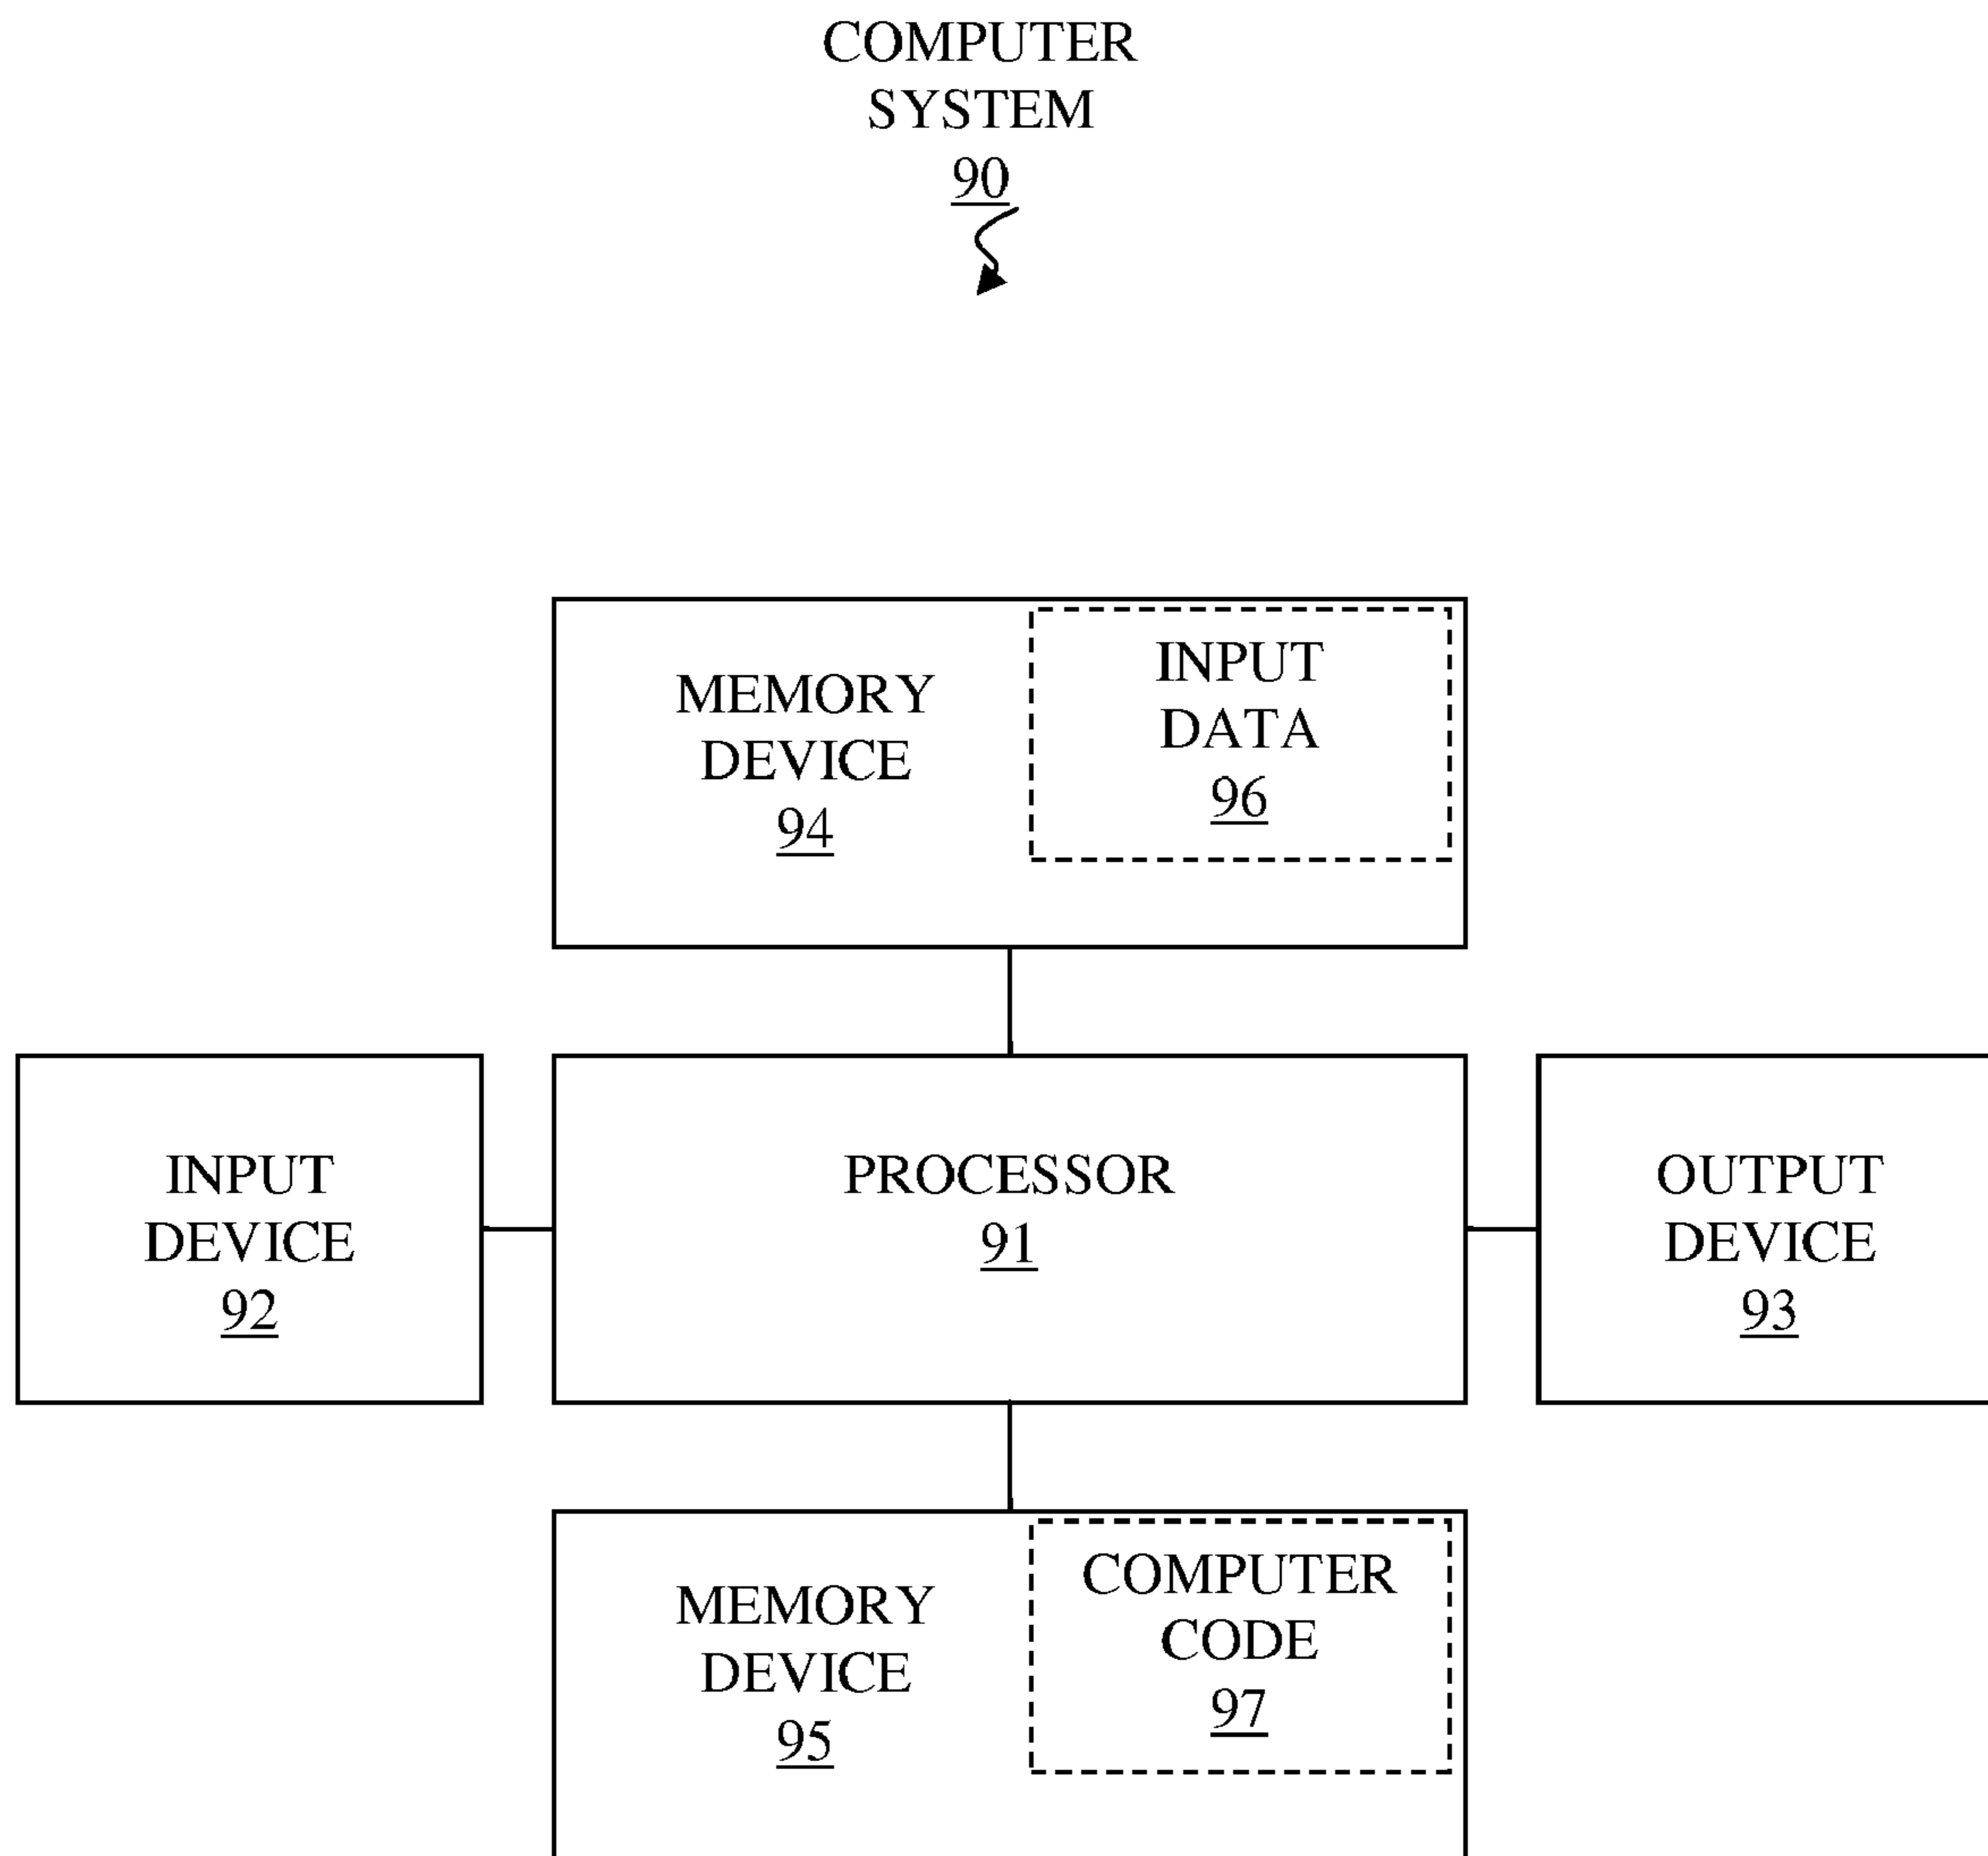 COMPUTER
SYSTEM
90
MEMORY
DEVICE
94
INPUT
DATA
96
INPUT
DEVICE
92
PROCESSOR
91
OUTPUT
DEVICE
93
MEMORY
DEVICE
95
COMPUTER
CODE
97